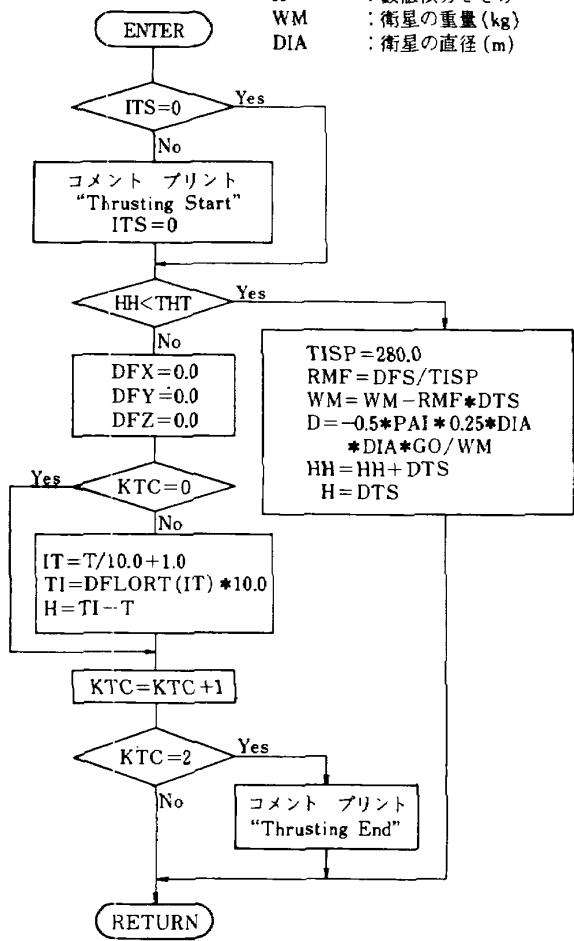 WM : 衛星の重量(kg)
DIA : 衛星の直径(m)
ENTER
ITS=0
Yes
No
コメント プリント
“Thrusting Start”
ITS=0
HH<THT
Yes
No
DFX=0.0
DFY=0.0
DFZ=0.0
TISP=280.0
RMF=DFS/TISP
WM=WM-RMF*DTS
D=-0.5*PAI*0.25*DIA
*DIA*GO/WM
HH=HH+DTS
H=DTS
Yes
KTC=0
No
IT=T/10.0+1.0
TI=DFLORT(IT)*10.0
H=TI-T
KTC=KTC+1
KTC=2
Yes
No
コメント プリント
“Thrusting End”
RETURN